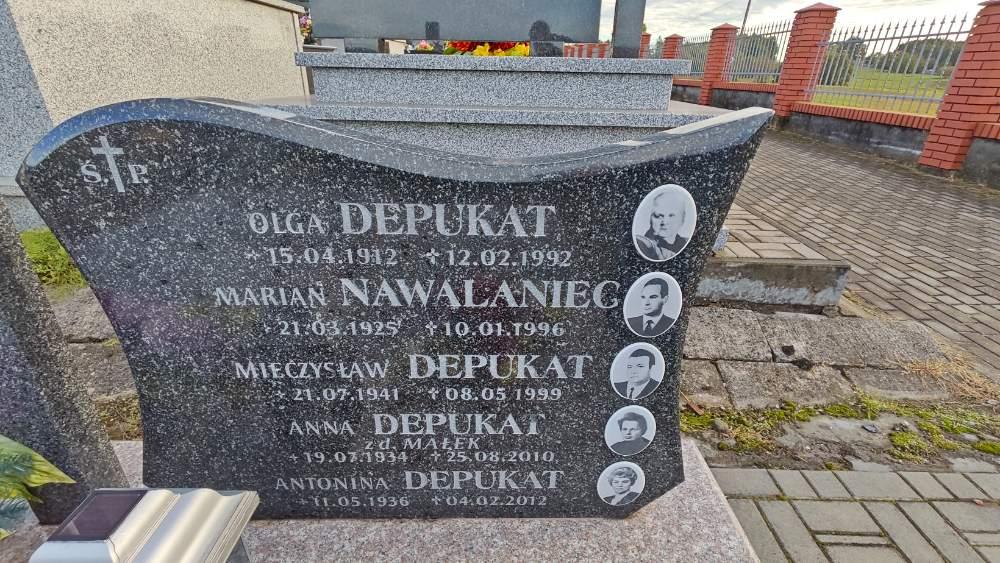 Ś.P.
OLGA DEPUKAT
* 15.04.1912 + 12.02.1992
MARIAN NAWALANIEC
* 21.03.1925 + 10.01.1996
MIECZYSŁAW DEPUKAT
* 21.07.1941 + 08.05.1999
ANNA DEPUKAT
z d. MAŁEK
* 19.07.1934 + 25.08.2010
ANTONINA DEPUKAT
* 11.05.1936 + 04.02.2012